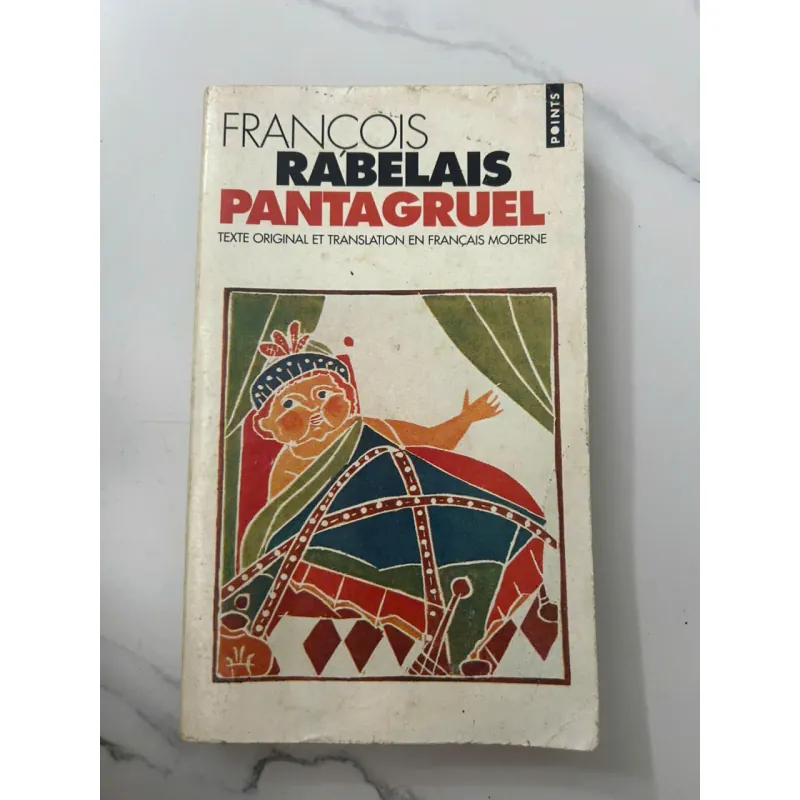 POINTS
FRANÇOIS
RABELAIS
PANTAGRUEL
TEXTE ORIGINAL ET TRANSLATION EN FRANÇAIS MODERNE